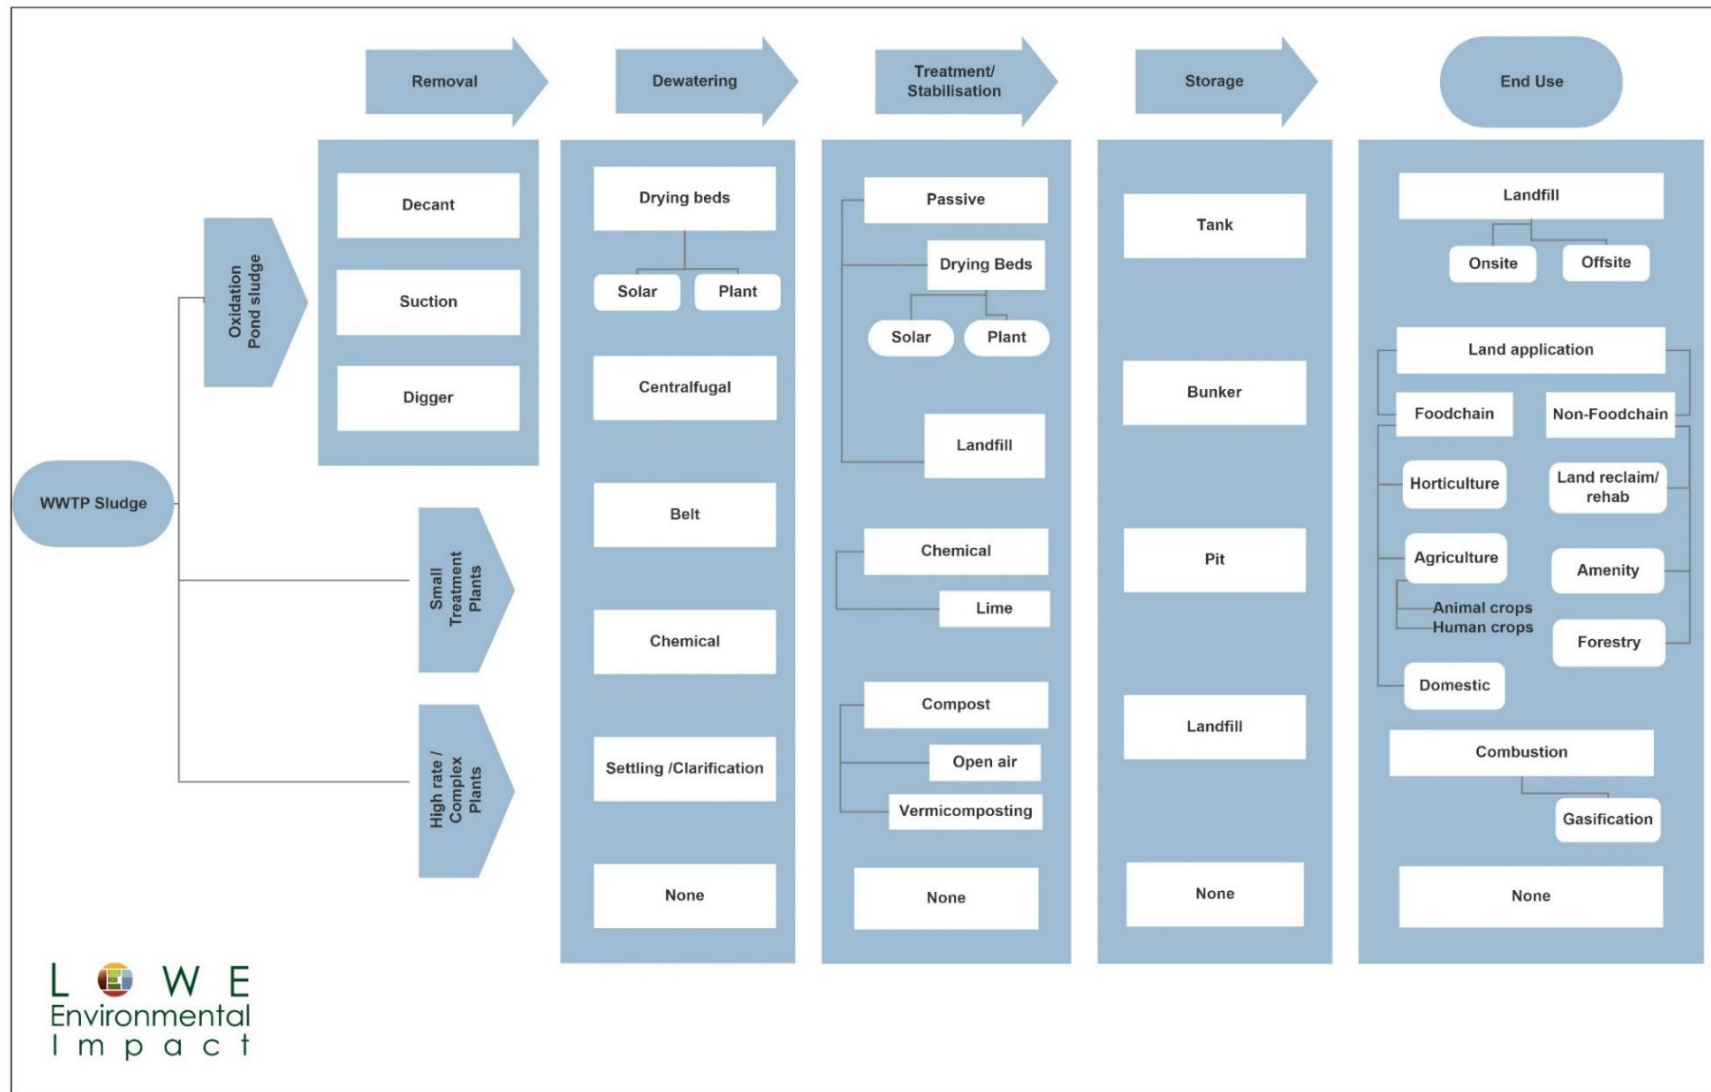 Removal
Dewatering
Treatment/
Stabilisation
Storage
End Use
WWTP Sludge
Oxidation
Pond sludge
Small
Treatment
Plants
High rate /
Complex
Plants
Decant
Suction
Digger
Drying beds
Solar
Plant
Centralfugal
Belt
Chemical
Settling /Clarification
None
Passive
Drying Beds
Solar
Plant
Landfill
Chemical
Lime
Compost
Open air
Vermicomposting
None
Tank
Bunker
Pit
Landfill
None
Landfill
Onsite
Offsite
Land application
Foodchain
Non-Foodchain
Horticulture
Land reclaim/
rehab
Agriculture
Amenity
Animal crops
Human crops
Forestry
Domestic
Combustion
Gasification
None
LOWE
Environmental
Impact